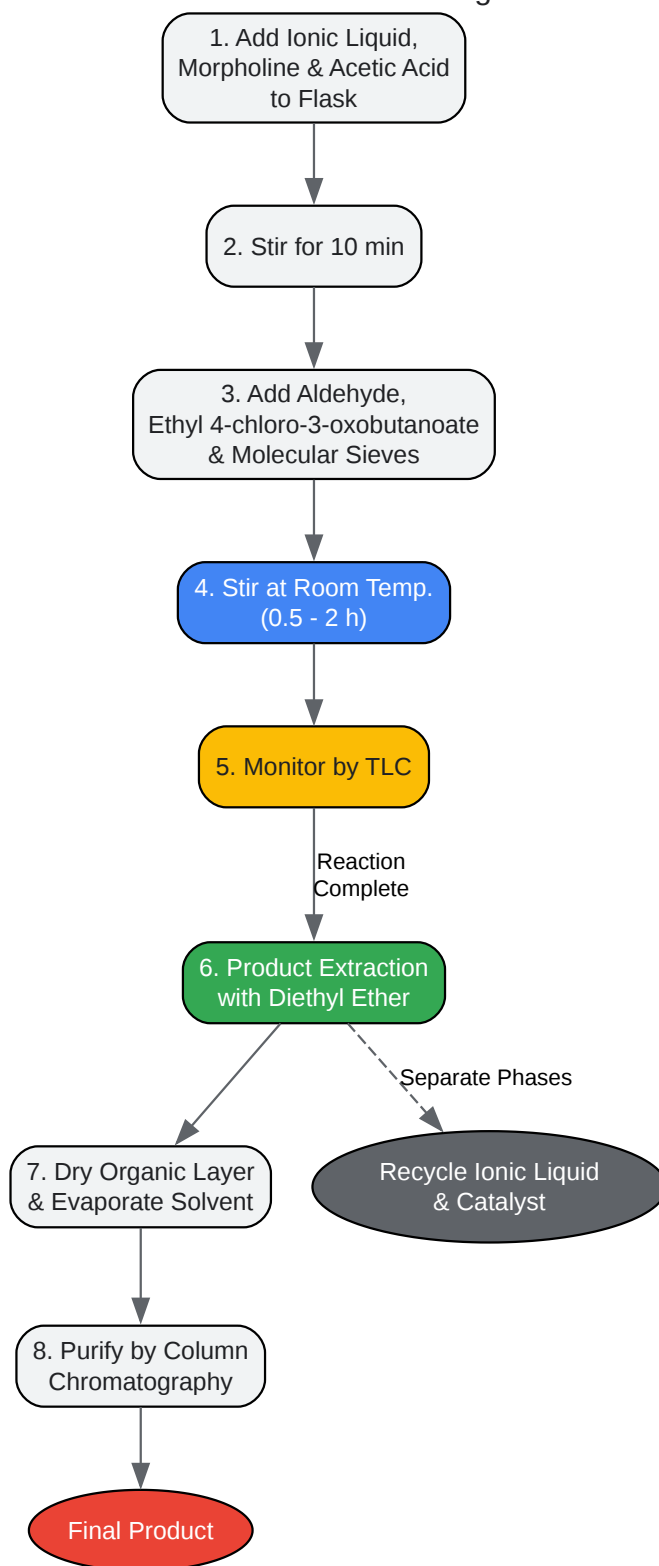 1. Add Ionic Liquid,
Morpholine & Acetic Acid
to Flask
2. Stir for 10 min
3. Add Aldehyde,
Ethyl 4-chloro-3-oxobutanoate
& Molecular Sieves
4. Stir at Room Temp.
(0.5 - 2 h)
5. Monitor by TLC
Reaction
Complete
6. Product Extraction
with Diethyl Ether
Separate Phases
7. Dry Organic Layer
& Evaporate Solvent
Recycle Ionic Liquid
& Catalyst
8. Purify by Column
Chromatography
Final Product